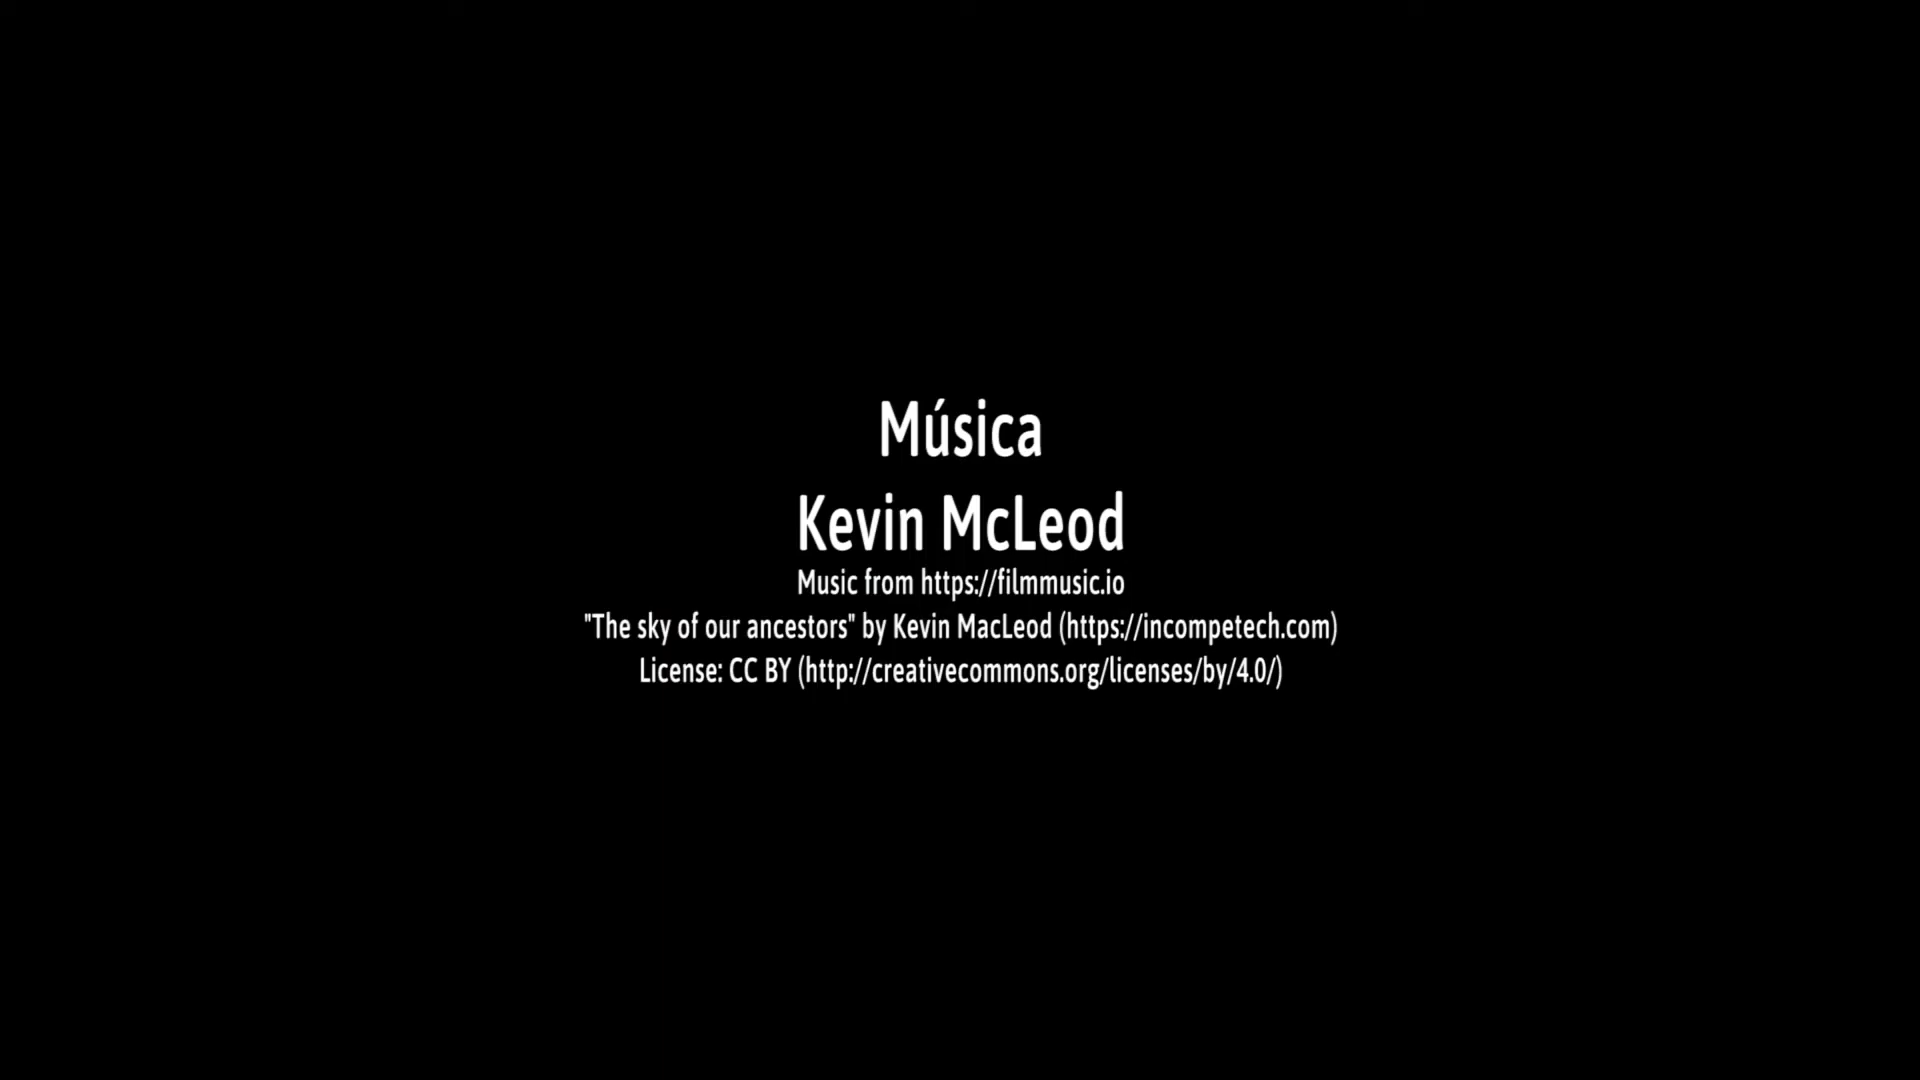 Música
Kevin McLeod
Music from https://filmmusic.io
"The sky of our ancestors" by Kevin MacLeod (https://incompetech.com)
License: CC BY (http://creativecommons.org/licenses/by/4.0/)